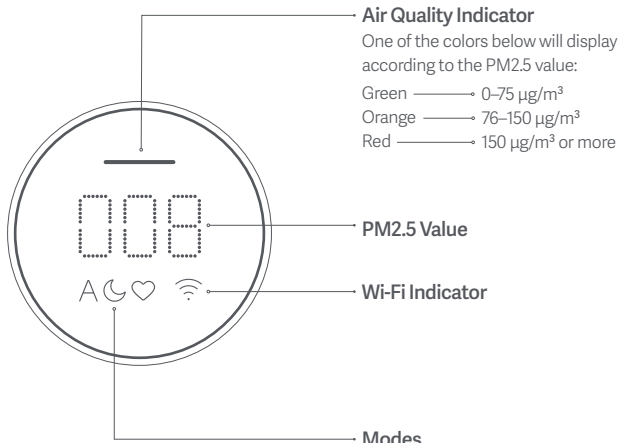 Air Quality Indicator
One of the colors below will display
according to the PM2.5 value:
Green 0–75 µg/m³
Orange 76–150 µg/m³
Red 150 µg/m³ or more
008
PM2.5 Value
A
Wi-Fi Indicator
Modes